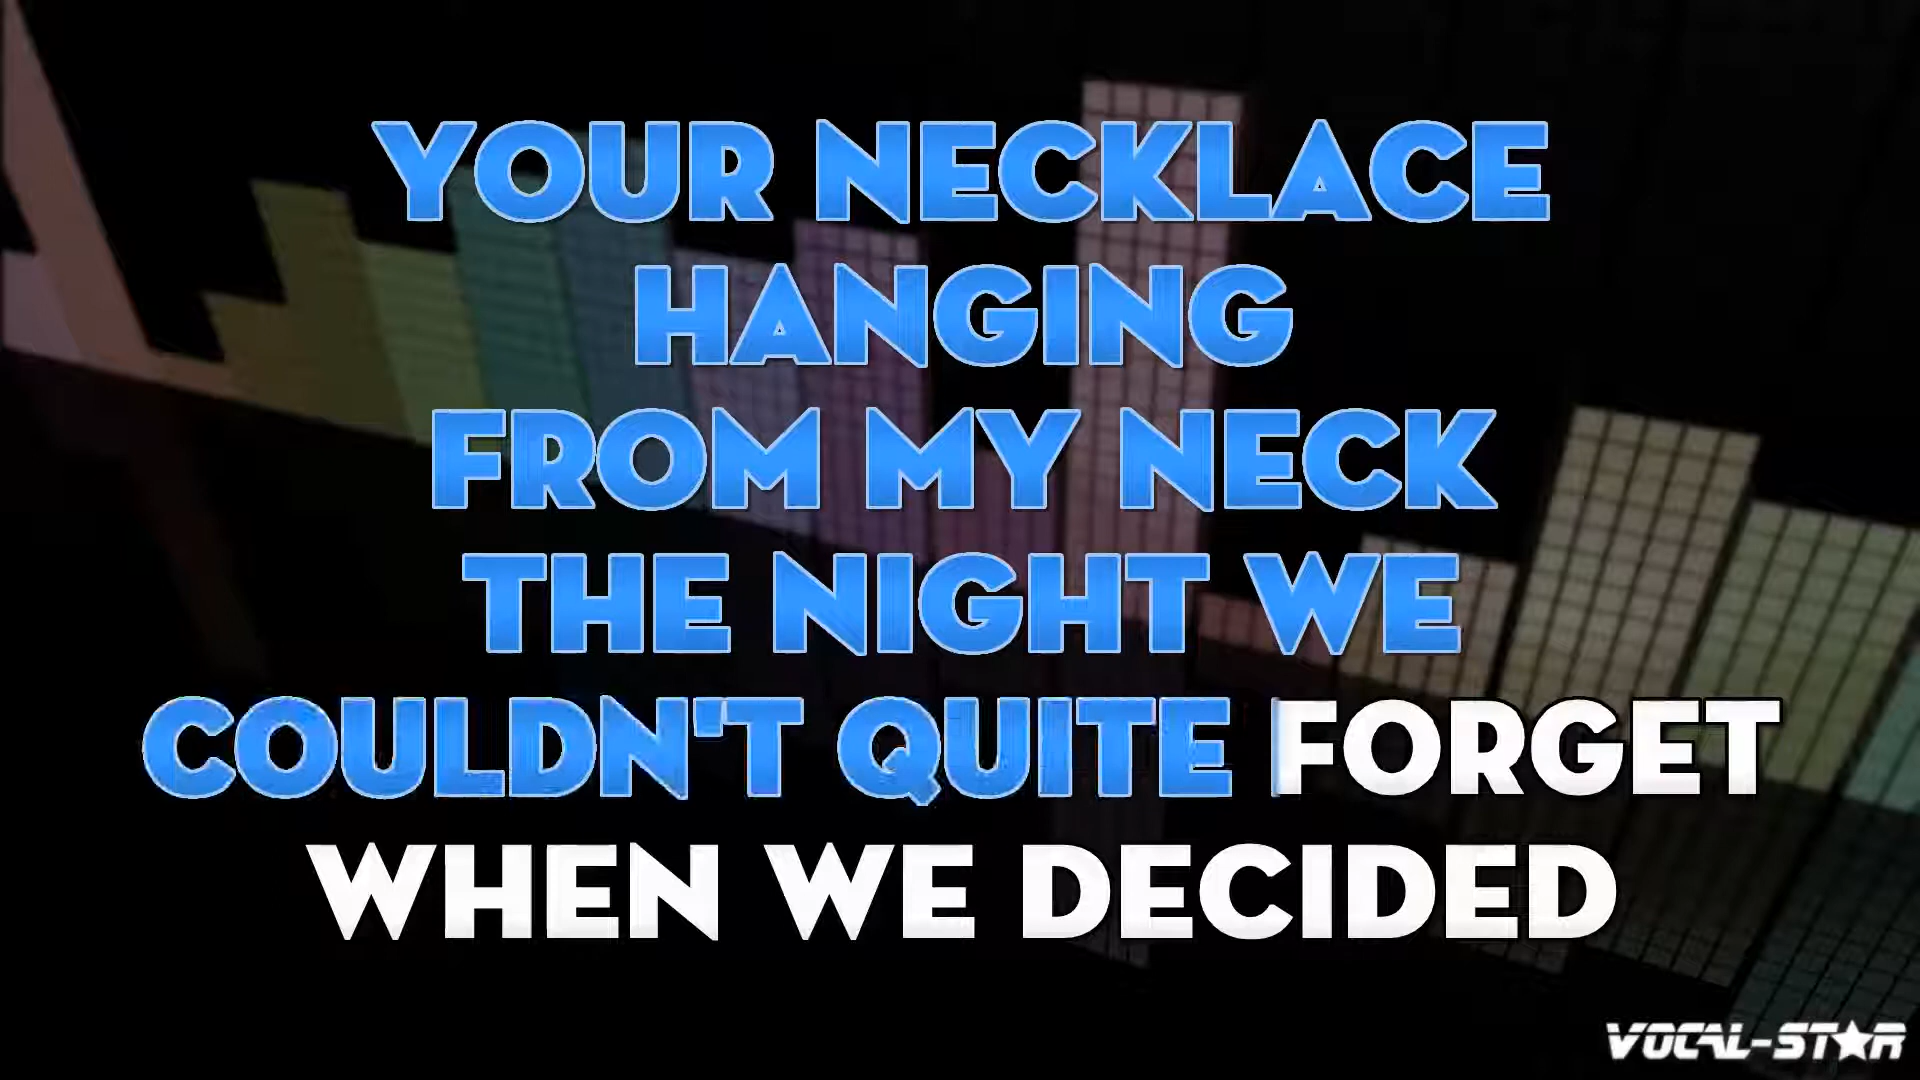 YOUR NECKLACE
HANGING
FROM MY NECK
THE NIGHT WE
COULDN'T QUITE FORGET
WHEN WE DECIDED
VOCAL-STAR